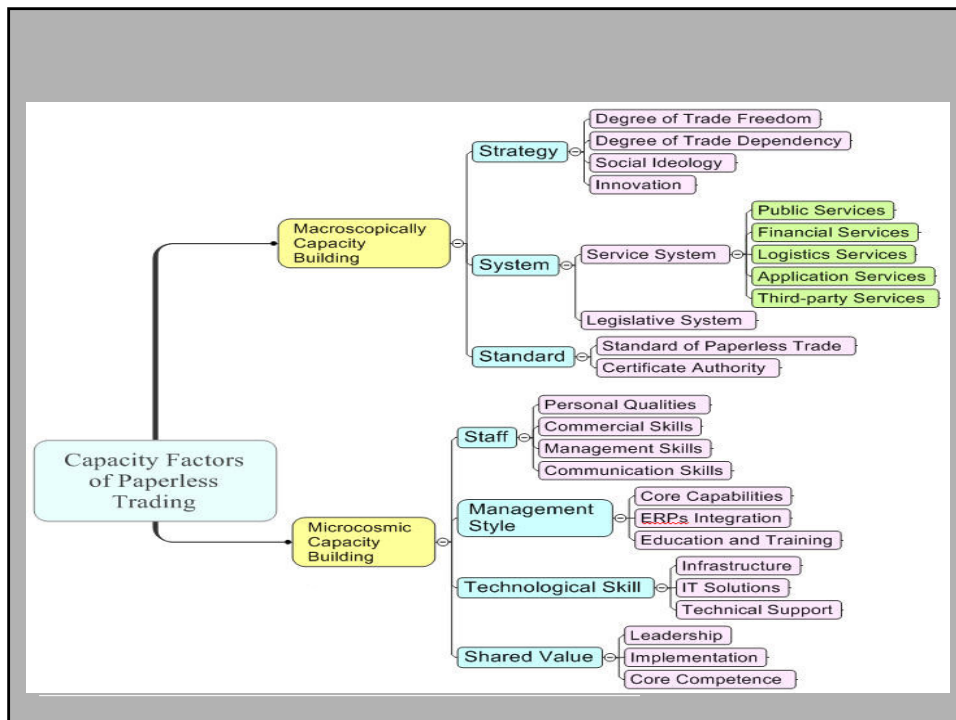 Capacity Factors
of Paperless
Trading
Macroscopically
Capacity
Building
Strategy
Degree of Trade Freedom
Degree of Trade Dependency
Social Ideology
Innovation
System
Service System
Public Services
Financial Services
Logistics Services
Application Services
Third-party Services
Legislative System
Standard
Standard of Paperless Trade
Certificate Authority
Microcosmic
Capacity
Building
Staff
Personal Qualities
Commercial Skills
Management Skills
Communication Skills
Management
Style
Core Capabilities
ERPs Integration
Education and Training
Technological Skill
Infrastructure
IT Solutions
Technical Support
Shared Value
Leadership
Implementation
Core Competence